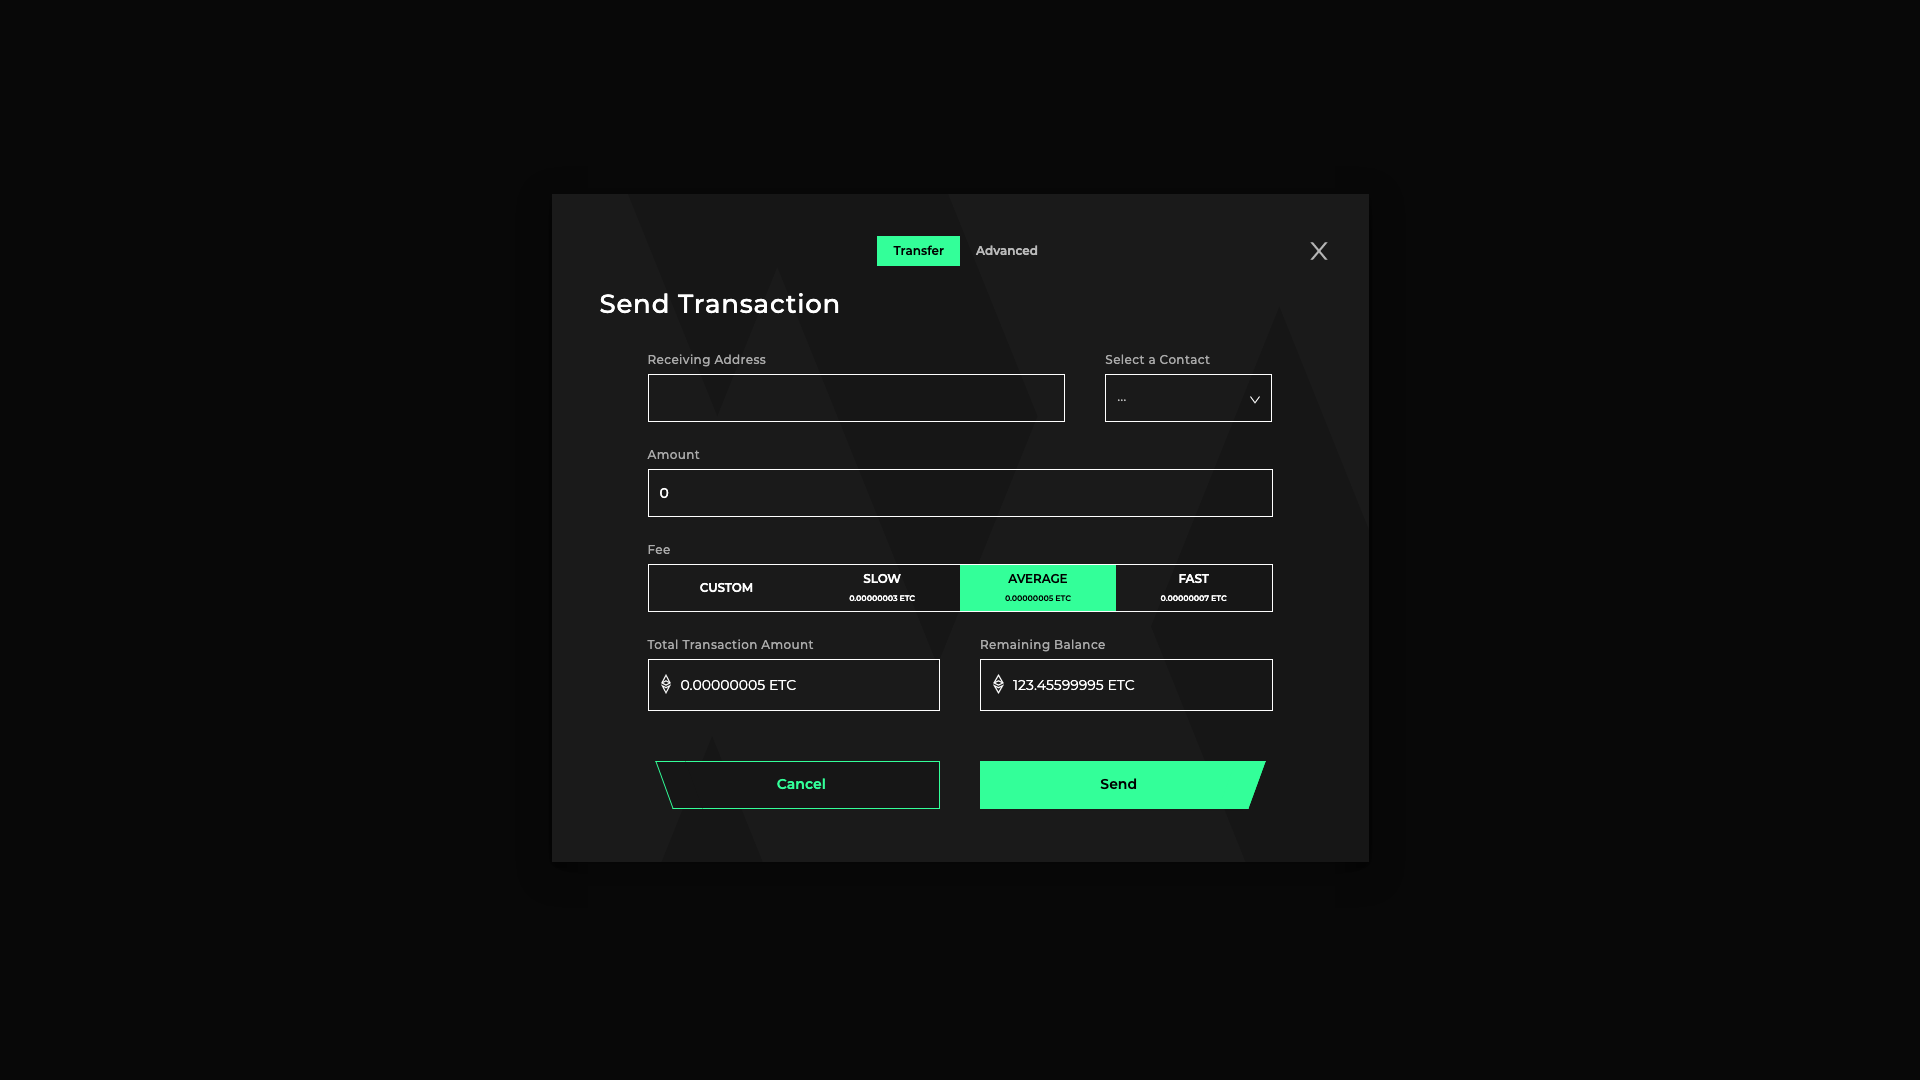 Transfer
Advanced
X
Send Transaction
Receiving Address
Select a Contact
...
Amount
0
Fee
CUSTOM
SLOW
0.00000003 ETC
AVERAGE
0.00000005 ETC
FAST
0.00000007 ETC
Total Transaction Amount
Remaining Balance
0.00000005 ETC
123.45599995 ETC
Cancel
Send